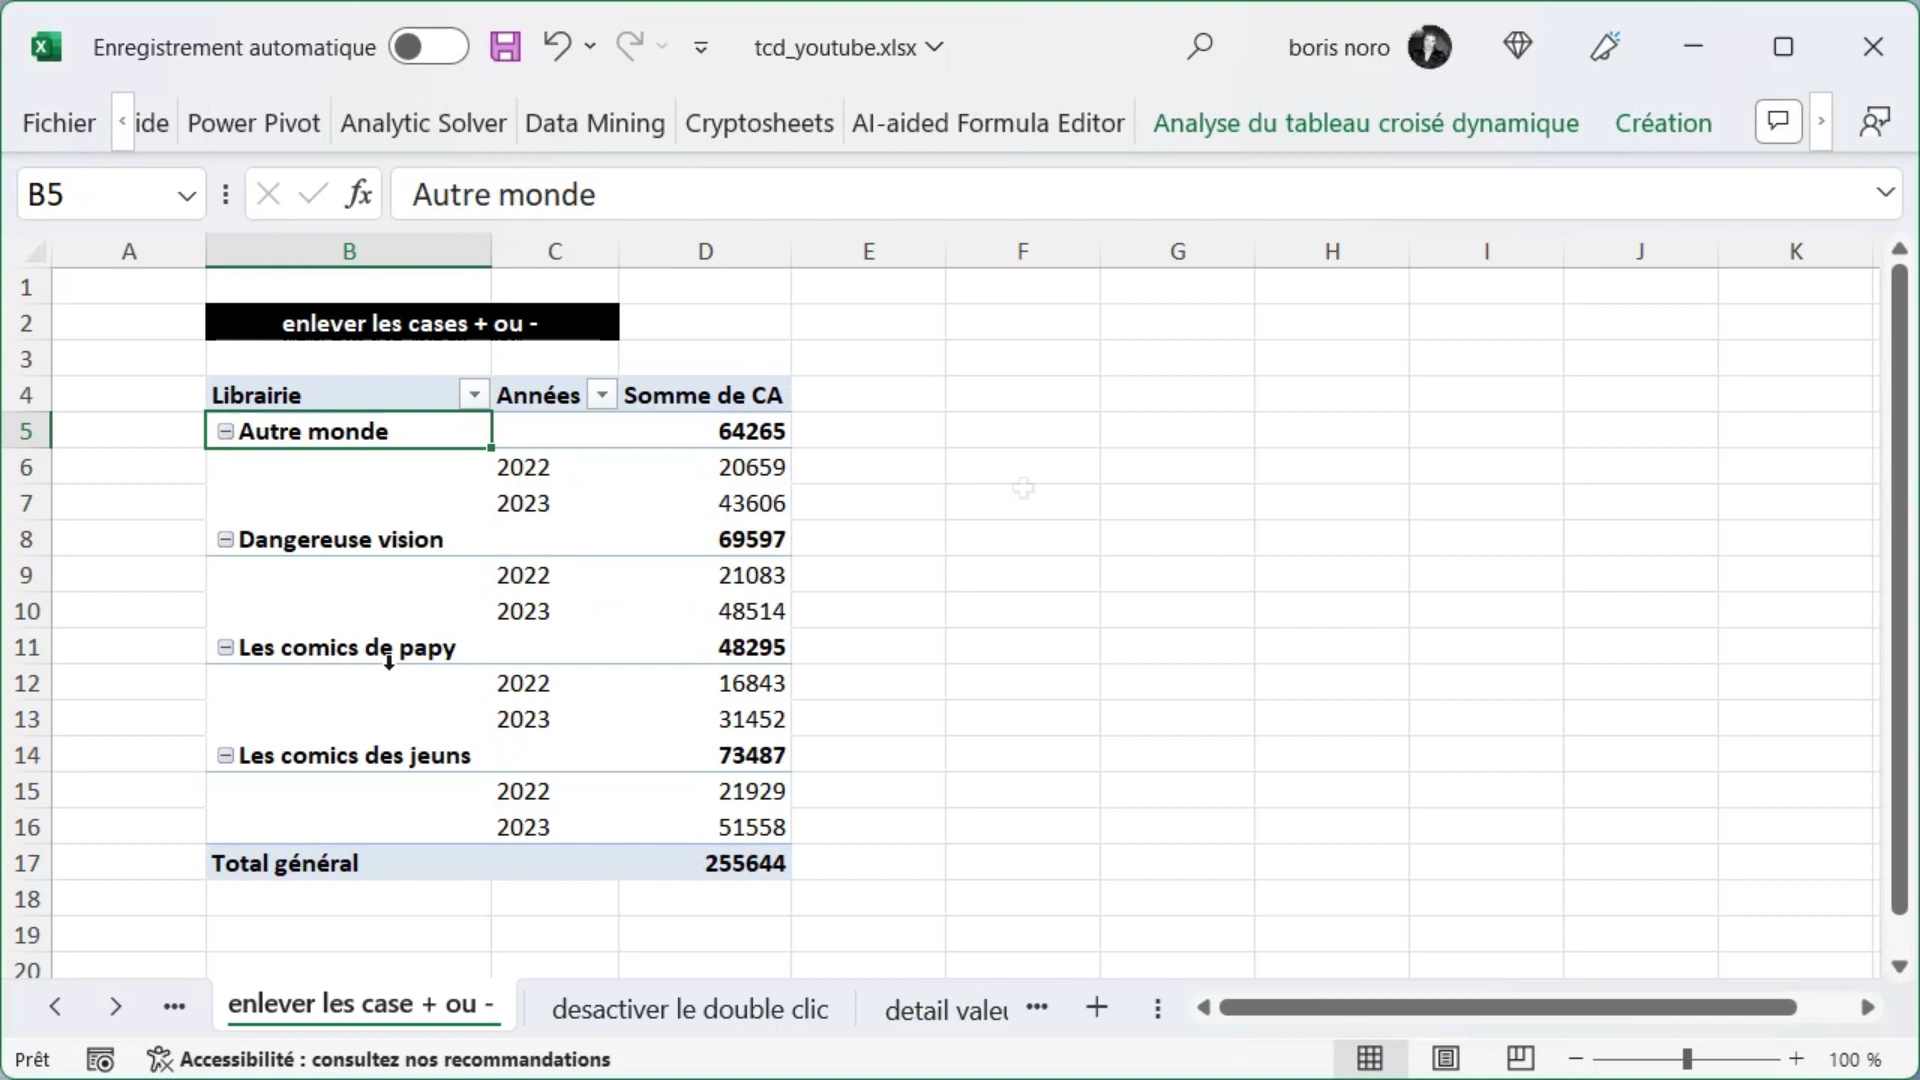 Enregistrement automatique
tcd_youtube.xlsx
boris noro
Fichier ide Power Pivot Analytic Solver Data Mining Cryptosheets AI-aided Formula Editor Analyse du tableau croisé dynamique Création
B5 fx Autre monde
A B C D E F G H I J K
1
2 enlever les cases + ou -
3
4 Librairie Années Somme de CA
5 Autre monde 64265
6 2022 20659
7 2023 43606
8 Dangereuse vision 69597
9 2022 21083
10 2023 48514
11 Les comics de papy 48295
12 2022 16843
13 2023 31452
14 Les comics des jeuns 73487
15 2022 21929
16 2023 51558
17 Total général 255644
18
19
20
enlever les case + ou - desactiver le double clic detail valeu
Prêt Accessibilité : consultez nos recommandations 100 %